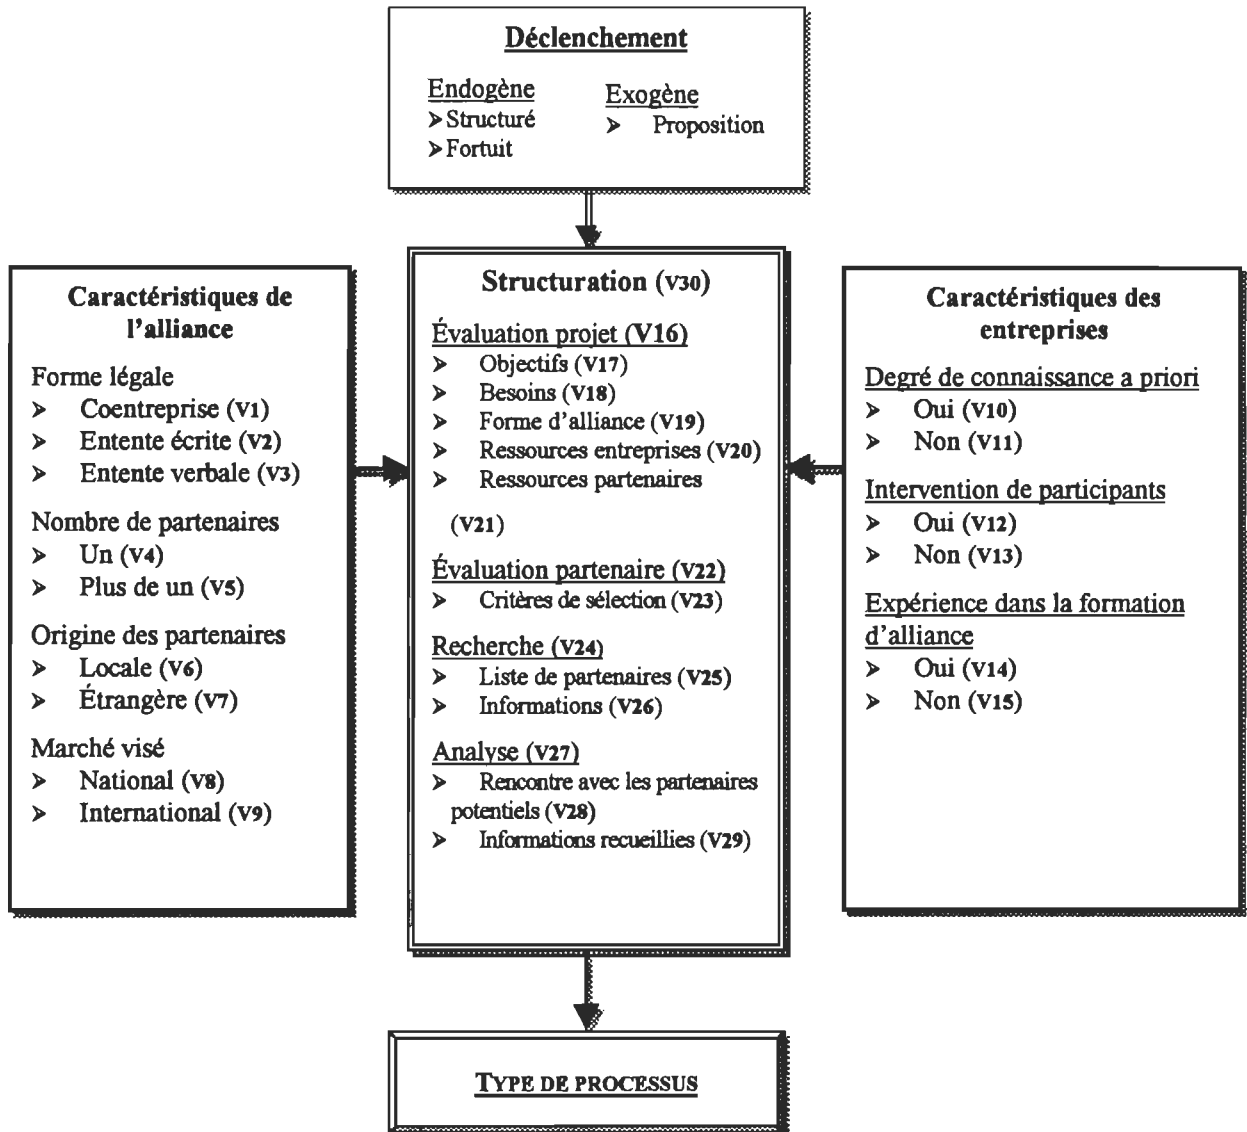 Déclenchement
Endogène
➢ Structuré
➢ Fortuit
Exogène
➢ Proposition
Caractéristiques de
l'alliance
Forme légale
➢ Coentreprise (V1)
➢ Entente écrite (V2)
➢ Entente verbale (V3)
Nombre de partenaires
➢ Un (V4)
➢ Plus de un (V5)
Origine des partenaires
➢ Locale (V6)
➢ Étrangère (V7)
Marché visé
➢ National (V8)
➢ International (V9)
Structuration (V30)
Évaluation projet (V16)
➢ Objectifs (V17)
➢ Besoins (V18)
➢ Forme d'alliance (V19)
➢ Ressources entreprises (V20)
➢ Ressources partenaires
(V21)
Évaluation partenaire (V22)
➢ Critères de sélection (V23)
Recherche (V24)
➢ Liste de partenaires (V25)
➢ Informations (V26)
Analyse (V27)
➢ Rencontre avec les partenaires
potentiels (V28)
➢ Informations recueillies (V29)
Caractéristiques des
entreprises
Degré de connaissance a priori
➢ Oui (V10)
➢ Non (V11)
Intervention de participants
➢ Oui (V12)
➢ Non (V13)
Expérience dans la formation
d'alliance
➢ Oui (V14)
➢ Non (V15)
TYPE DE PROCESSUS